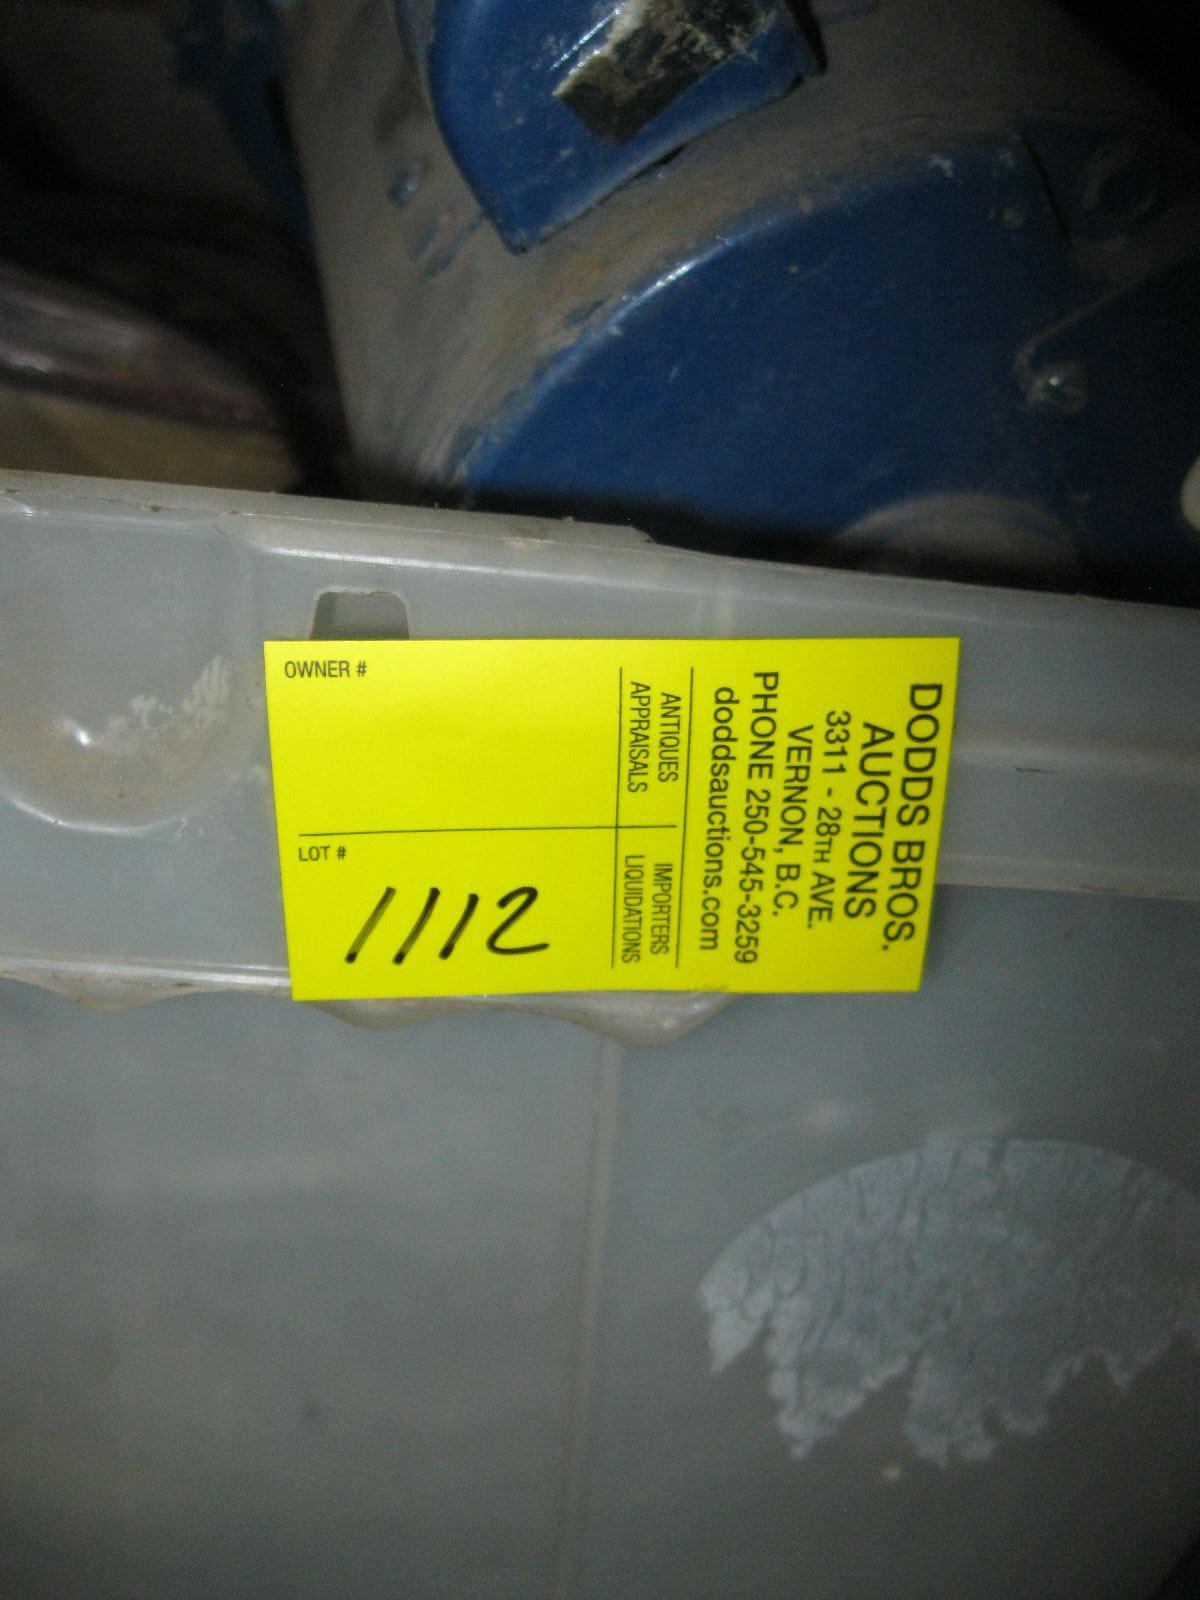 DODDS BROS.
AUCTIONS
3311 - 28TH AVE.
VERNON, B.C.
PHONE 250-545-3259
doddsauctions.com
ANTIQUES
APPRAISALS
IMPORTERS
LIQUIDATIONS
OWNER #
LOT #
1112